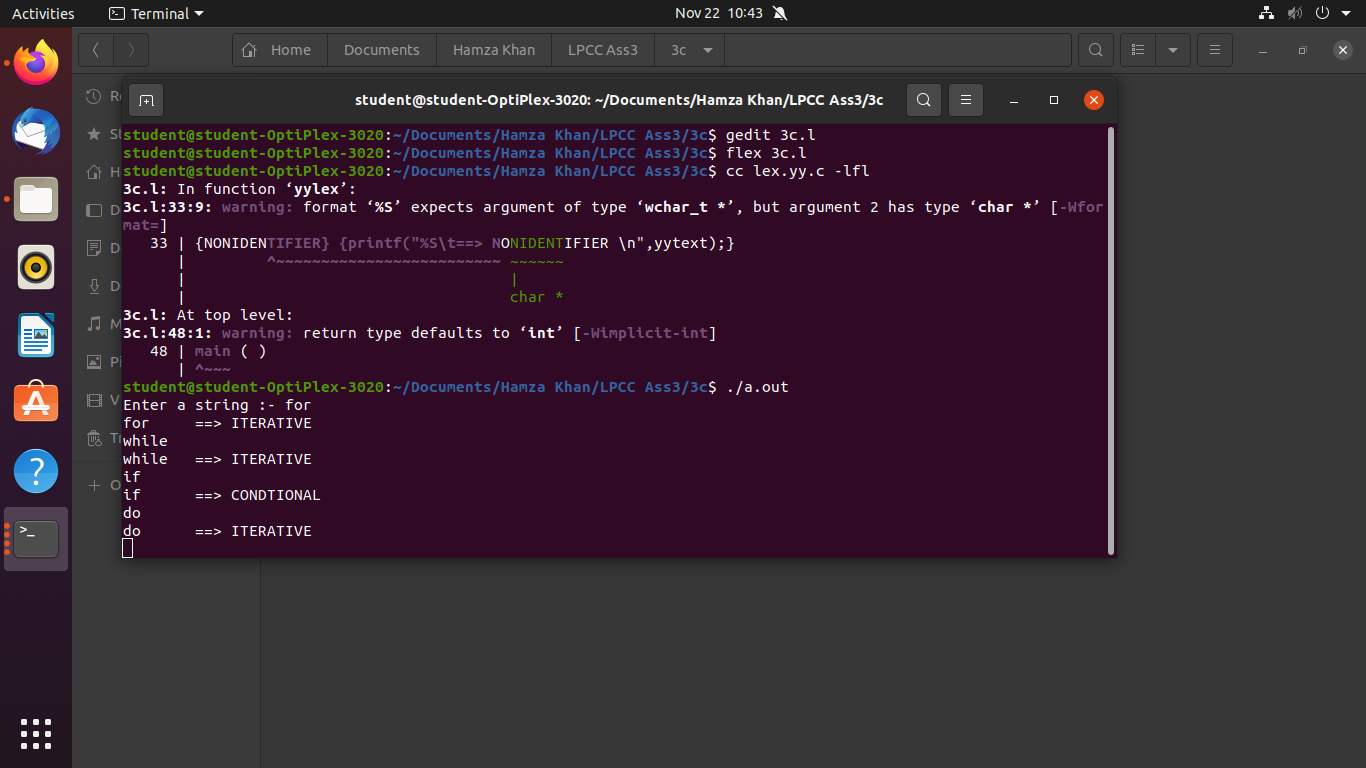 Activities Terminal Nov 22 10:43
Home Documents Hamza Khan LPCC Ass3 3c
student@student-OptiPlex-3020: ~/Documents/Hamza Khan/LPCC Ass3/3c
student@student-OptiPlex-3020:~/Documents/Hamza Khan/LPCC Ass3/3c$ gedit 3c.l
student@student-OptiPlex-3020:~/Documents/Hamza Khan/LPCC Ass3/3c$ flex 3c.l
student@student-OptiPlex-3020:~/Documents/Hamza Khan/LPCC Ass3/3c$ cc lex.yy.c -lfl
3c.l: In function ‘yylex’:
3c.l:33:9: warning: format ‘%S’ expects argument of type ‘wchar_t *’, but argument 2 has type ‘char *’ [-Wfor
mat=]
33 | {NONIDENTIFIER} {printf("%S\t==> NONIDENTIFIER \n",yytext);}
| ^~~~~~~~~~~~~~~~~~~~~~~~~~ ~~~~~~
| |
| char *
3c.l: At top level:
3c.l:48:1: warning: return type defaults to ‘int’ [-Wimplicit-int]
48 | main ( )
| ^~~~
student@student-OptiPlex-3020:~/Documents/Hamza Khan/LPCC Ass3/3c$ ./a.out
Enter a string :- for
for ==> ITERATIVE
while
while ==> ITERATIVE
if
if ==> CONDTIONAL
do
do ==> ITERATIVE